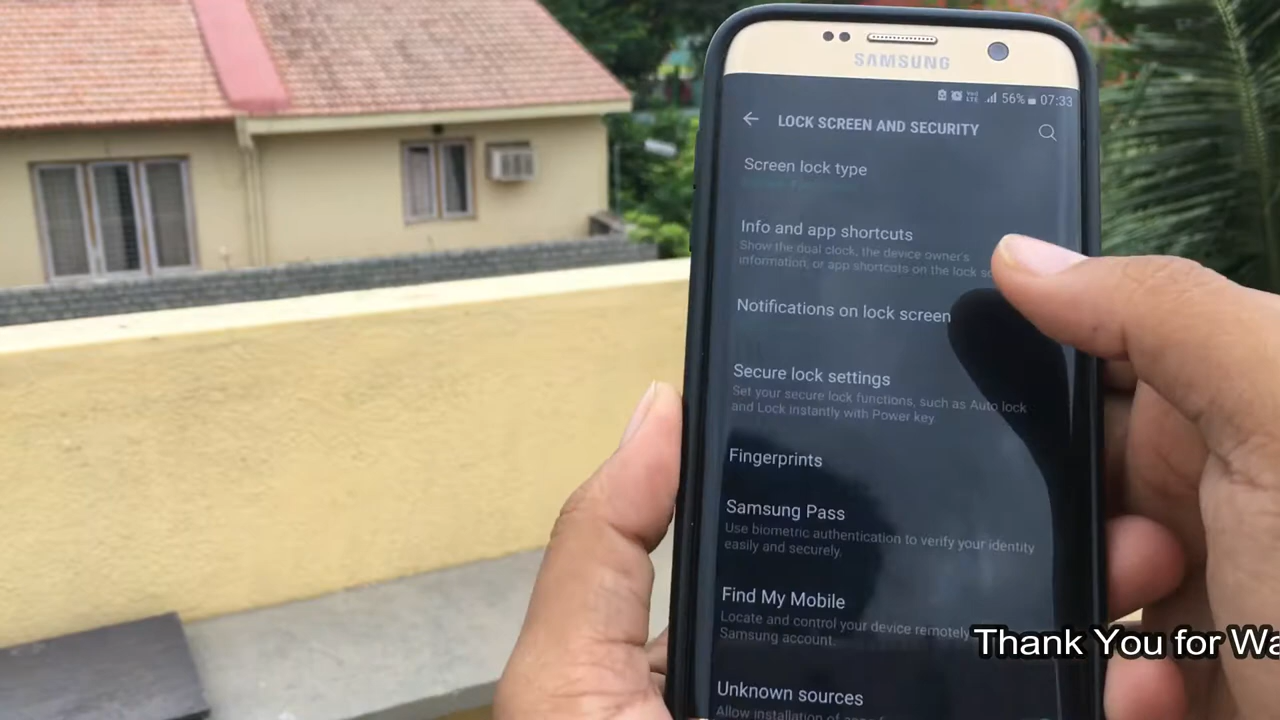 SAMSUNG
56% 07:33
LOCK SCREEN AND SECURITY
Screen lock type
Info and app shortcuts
Show the dual clock, the device owner's
information, or app shortcuts on the lock
Notifications on lock screen
Secure lock settings
Set your secure lock functions, such as Auto lock
and Lock instantly with Power key.
Fingerprints
Samsung Pass
Use biometric authentication to verify your identity
easily and securely.
Find My Mobile
Locate and control your device remotely
Samsung account.
Thank You for Wa
Unknown sources
Allow installation of